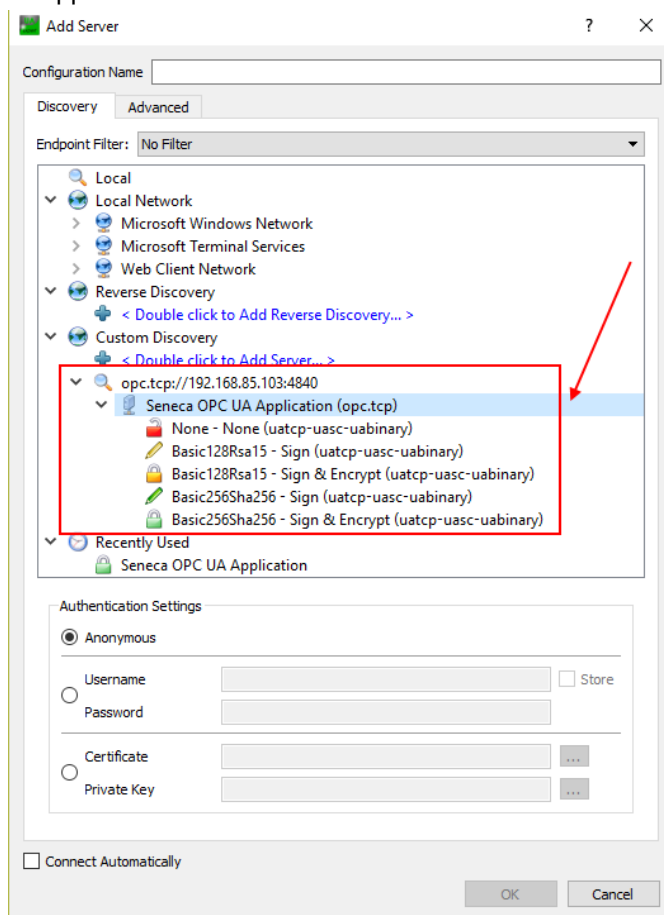 Add Server
?
Configuration Name
Discovery Advanced
Endpoint Filter: No Filter
Local
Local Network
Microsoft Windows Network
Microsoft Terminal Services
Web Client Network
Reverse Discovery
< Double click to Add Reverse Discovery... >
Custom Discovery
< Double click to Add Server... >
opc.tcp://192.168.85.103:4840
Seneca OPC UA Application (opc.tcp)
None - None (uatcp-uasc-uabinary)
Basic128Rsa15 - Sign (uatcp-uasc-uabinary)
Basic128Rsa15 - Sign & Encrypt (uatcp-uasc-uabinary)
Basic256Sha256 - Sign (uatcp-uasc-uabinary)
Basic256Sha256 - Sign & Encrypt (uatcp-uasc-uabinary)
Recently Used
Seneca OPC UA Application
Authentication Settings
Anonymous
Username Store
Password
Certificate ...
Private Key ...
Connect Automatically
OK Cancel